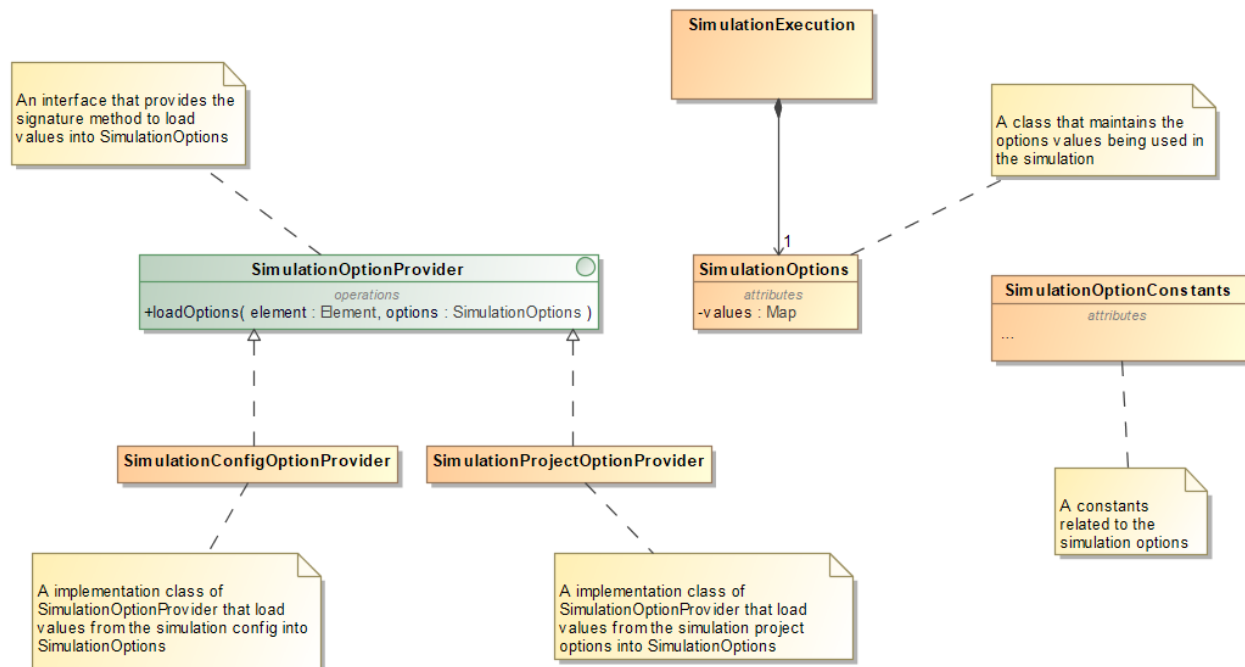 SimulationExecution
An interface that provides the
signature method to load
values into SimulationOptions
A class that maintains the
options values being used in
the simulation
1
SimulationOptionProvider
operations
+loadOptions( element : Element, options : SimulationOptions )
SimulationOptions
attributes
-values : Map
SimulationOptionConstants
attributes
...
SimulationConfigOptionProvider
SimulationProjectOptionProvider
A constants
related to the
simulation options
A implementation class of
SimulationOptionProvider that load
values from the simulation config into
SimulationOptions
A implementation class of
SimulationOptionProvider that load
values from the simulation project
options into SimulationOptions